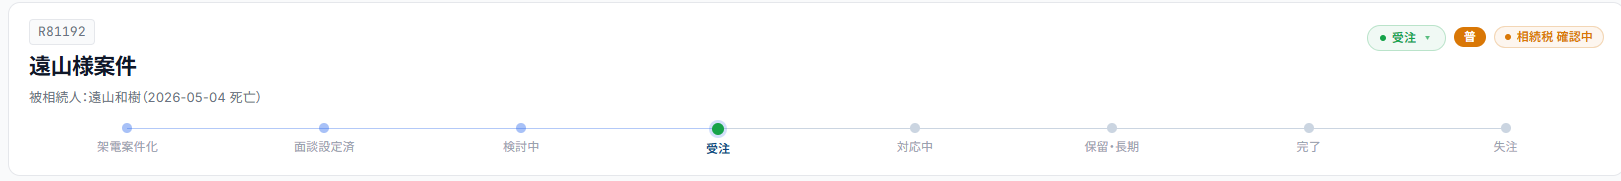 R81192
受注
普
相続税 確認中
遠山様案件
被相続人：遠山和樹（2026-05-04 死亡）
架電案件化
面談設定済
検討中
受注
対応中
保留・長期
完了
失注